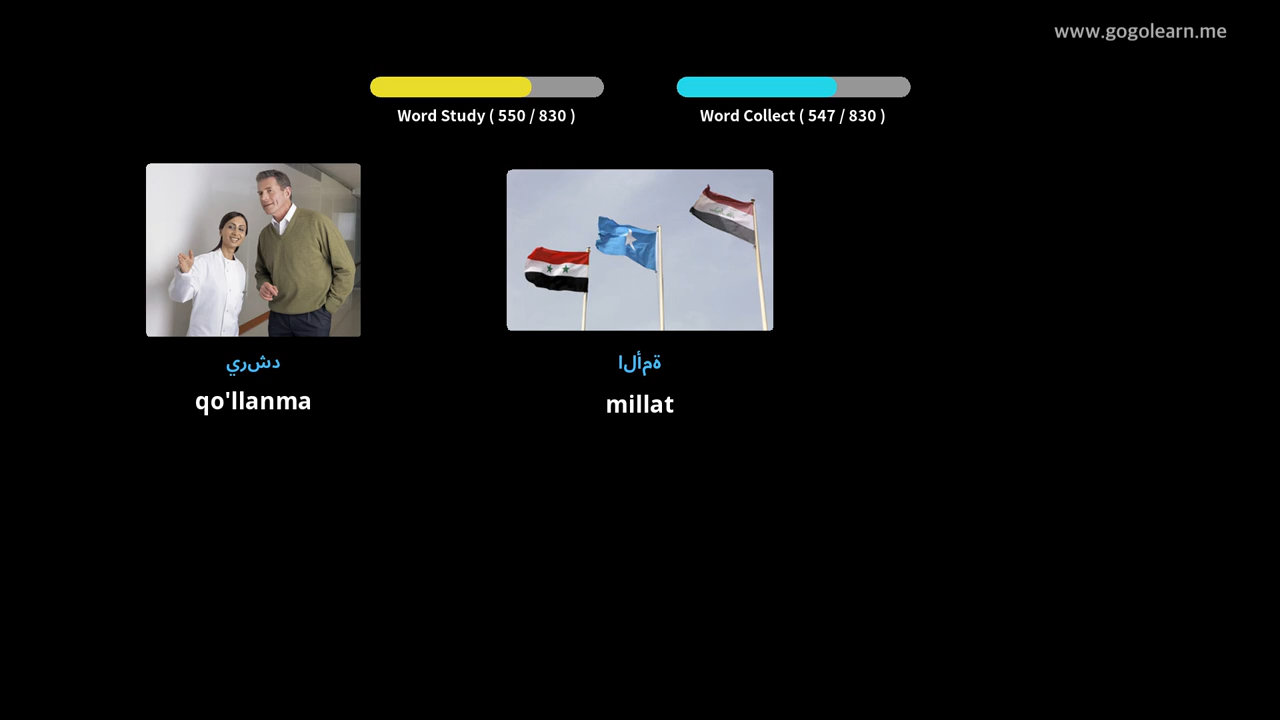 www.gogolearn.me
Word Study ( 550 / 830 )
Word Collect ( 547 / 830 )
دشري
qo'llanma
ةمألا
millat